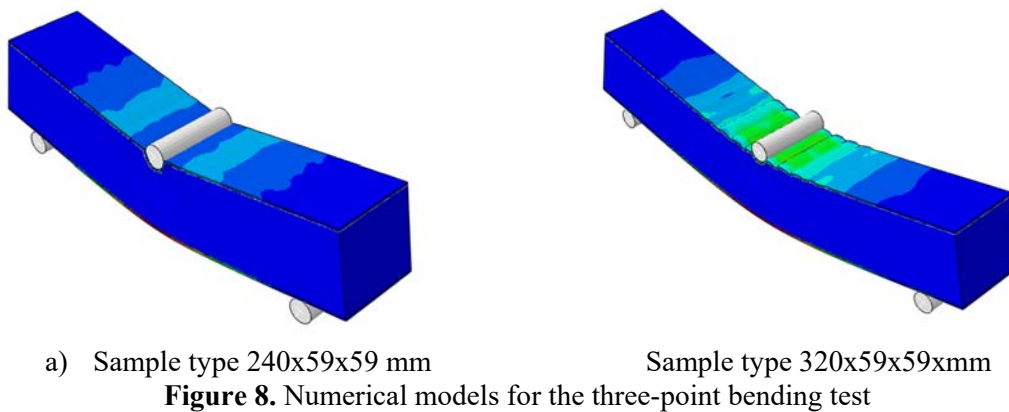 a) Sample type 240x59x59 mm Sample type 320x59x59xmm
Figure 8. Numerical models for the three-point bending test